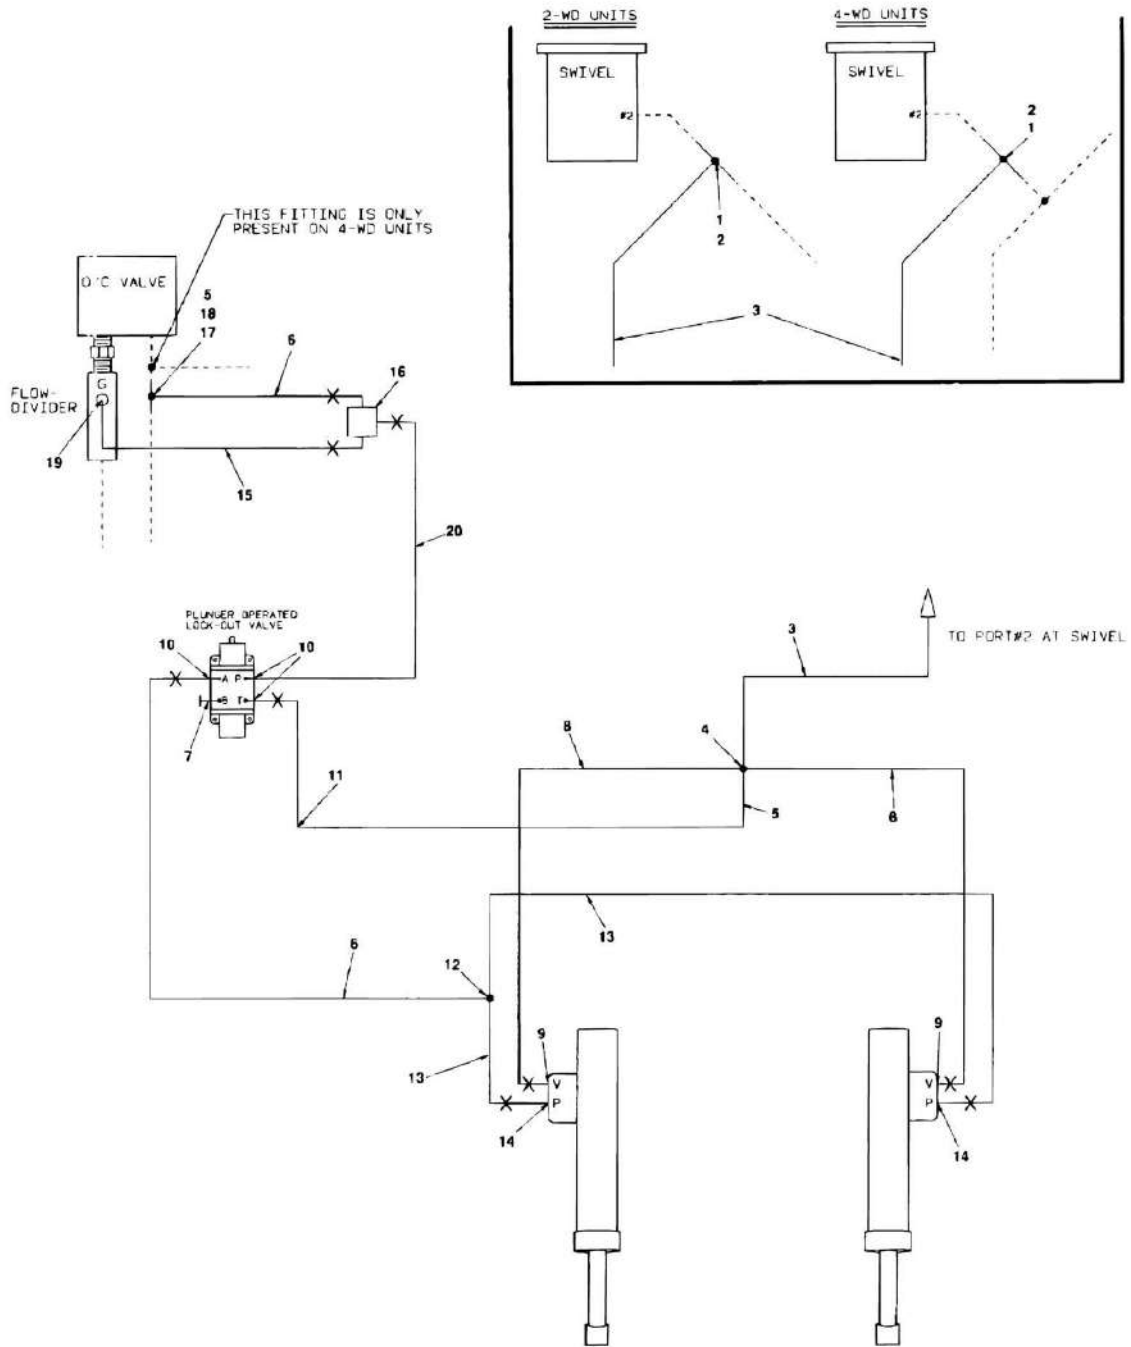 2-WD UNITS
4-WD UNITS
SWIVEL
SWIVEL
#2
#2
2
1
1
2
3
THIS FITTING IS ONLY
PRESENT ON 4-WD UNITS
O/C VALVE
5
18
17
6
16
G
FLOW-
DIVIDER
19
15
20
PLUNGER OPERATED
LOCK-OUT VALVE
10
10
A P
B T
7
3
TO PORT#2 AT SWIVEL
4
8
11
5
8
13
6
12
13
9
9
V
P
V
P
14
14